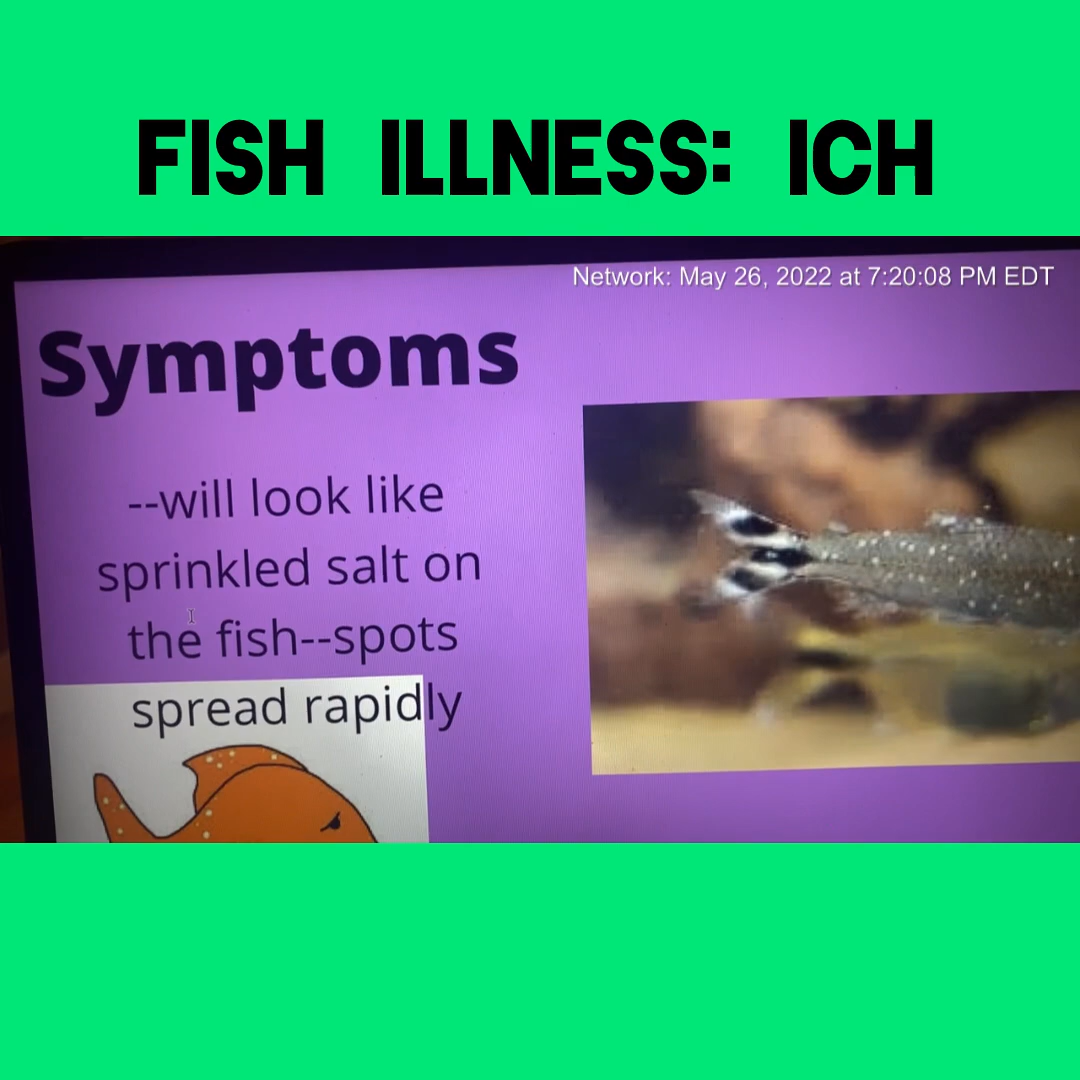 FISH ILLNESS: ICH
Network: May 26, 2022 at 7:20:08 PM EDT
Symptoms
--will look like
sprinkled salt on
the fish--spots
spread rapidly